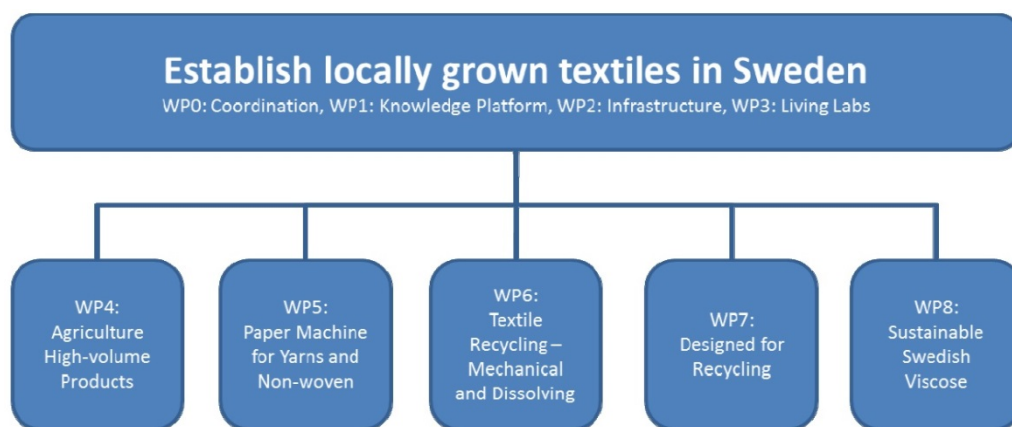 Establish locally grown textiles in Sweden
WP0: Coordination, WP1: Knowledge Platform, WP2: Infrastructure, WP3: Living Labs
WP4:
Agriculture
High-volume
Products
WP5:
Paper Machine
for Yarns and
Non-woven
WP6:
Textile
Recycling –
Mechanical
and Dissolving
WP7:
Designed for
Recycling
WP8:
Sustainable
Swedish
Viscose